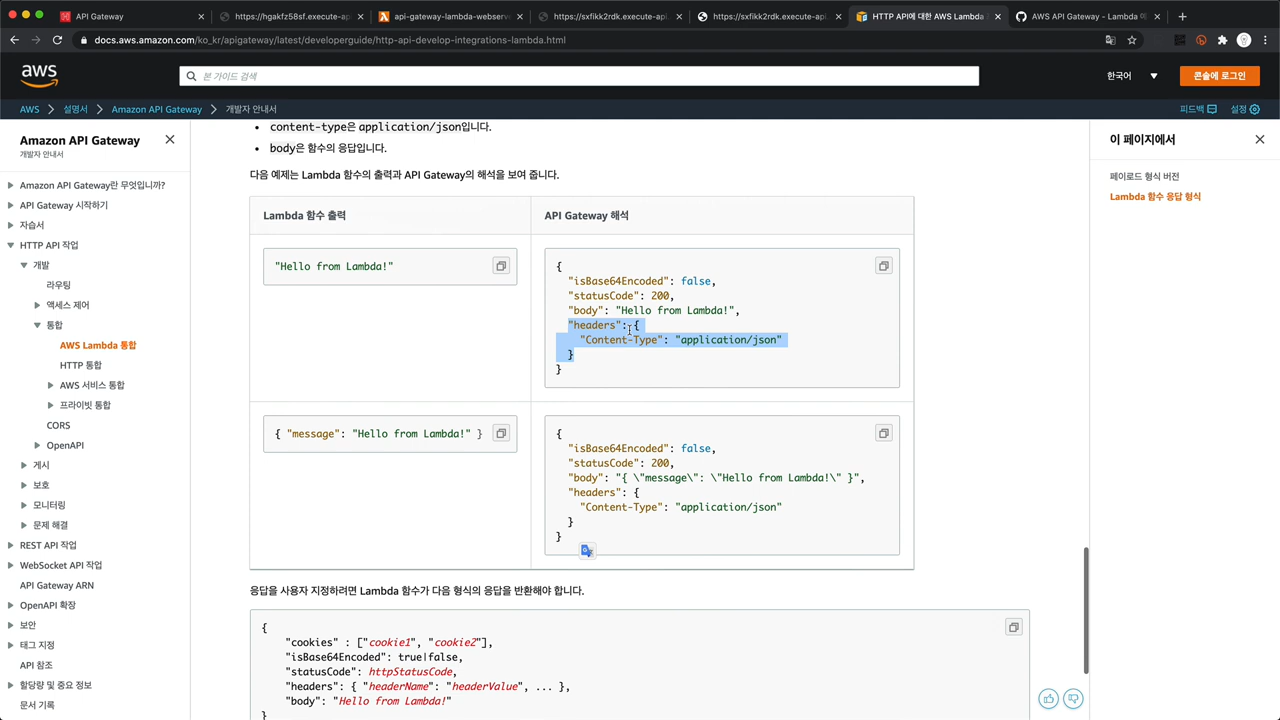 API Gateway
https://hgakfz58sf.execute-api
api-gateway-lambda-webserve
https://sxfikk2rdk.execute-api.
https://sxfikk2rdk.execute-api.
HTTP API에 대한 AWS Lambda
AWS API Gateway - Lambda 이
docs.aws.amazon.com/ko_kr/apigateway/latest/developerguide/http-api-develop-integrations-lambda.html
aws
본 가이드 검색
한국어
콘솔에 로그인
AWS
설명서
Amazon API Gateway
개발자 안내서
피드백
설정
Amazon API Gateway
개발자 안내서
Amazon API Gateway란 무엇입니까?
API Gateway 시작하기
자습서
HTTP API 작업
개발
라우팅
액세스 제어
통합
AWS Lambda 통합
HTTP 통합
AWS 서비스 통합
프라이빗 통합
CORS
OpenAPI
게시
보호
모니터링
문제 해결
REST API 작업
WebSocket API 작업
API Gateway ARN
OpenAPI 확장
보안
태그 지정
API 참조
할당량 및 중요 정보
문서 기록
content-type은 application/json입니다.
body은 함수의 응답입니다.
다음 예제는 Lambda 함수의 출력과 API Gateway의 해석을 보여 줍니다.
Lambda 함수 출력
API Gateway 해석
"Hello from Lambda!"
{
"isBase64Encoded": false,
"statusCode": 200,
"body": "Hello from Lambda!",
"headers": {
"Content-Type": "application/json"
}
}
{ "message": "Hello from Lambda!" }
{
"isBase64Encoded": false,
"statusCode": 200,
"body": "{ \"message\": \"Hello from Lambda!\" }",
"headers": {
"Content-Type": "application/json"
}
}
응답을 사용자 지정하려면 Lambda 함수가 다음 형식의 응답을 반환해야 합니다.
{
"cookies" : ["cookie1", "cookie2"],
"isBase64Encoded": true|false,
"statusCode": httpStatusCode,
"headers": { "headerName": "headerValue", ... },
"body": "Hello from Lambda!"
}
이 페이지에서
페이로드 형식 버전
Lambda 함수 응답 형식